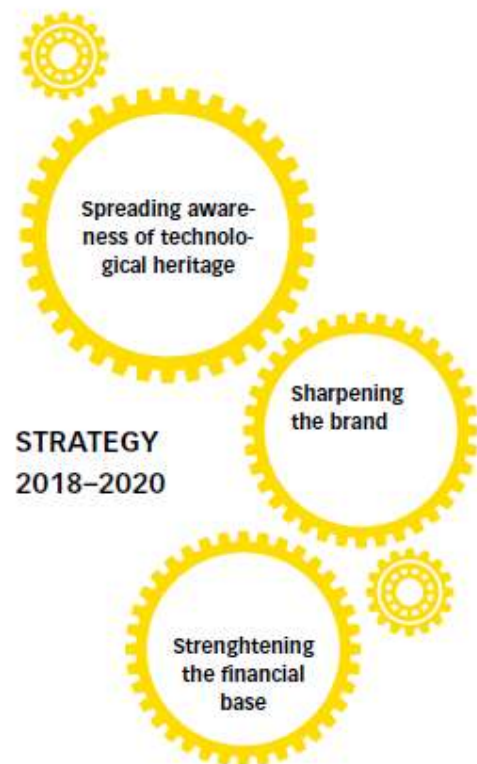 Spreading aware-
ness of technolo-
gical heritage
Sharpening
the brand
STRATEGY
2018–2020
Strenghtening
the financial
base